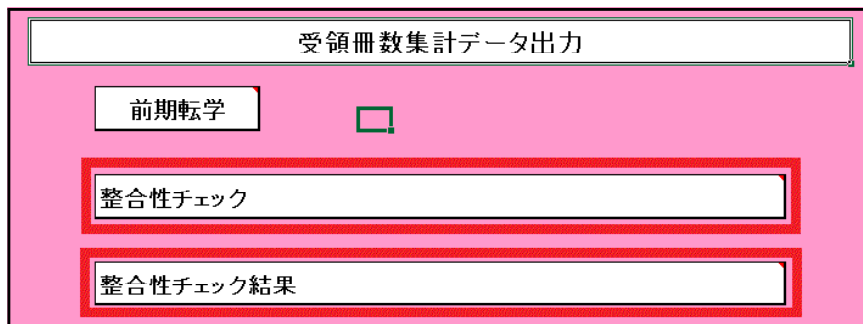 受領冊数集計データ出力
前期転学
整合性チェック
整合性チェック結果